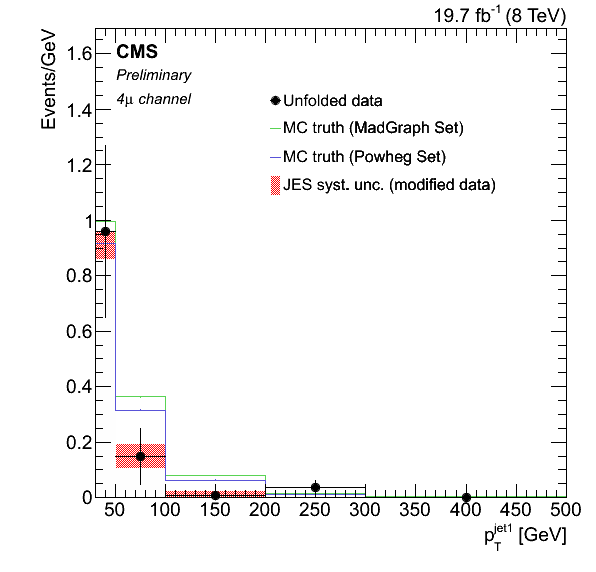 19.7 fb⁻¹ (8 TeV)
Events/GeV
1.6
1.4
1.2
1
0.8
0.6
0.4
0.2
0
CMS
Preliminary
4μ channel
Unfolded data
MC truth (MadGraph Set)
MC truth (Powheg Set)
JES syst. unc. (modified data)
50 100 150 200 250 300 350 400 450 500
p_T^jet1 [GeV]